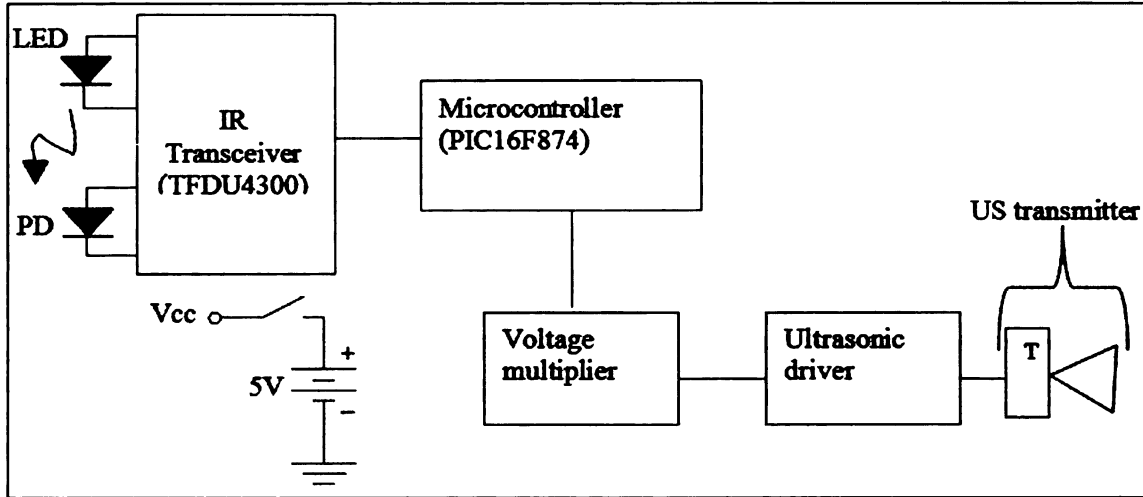 LED
IR
Transceiver
(TFDU4300)
PD
Microcontroller
(PIC16F874)
US transmitter
Vcc
5V
+
−
Voltage
multiplier
Ultrasonic
driver
T